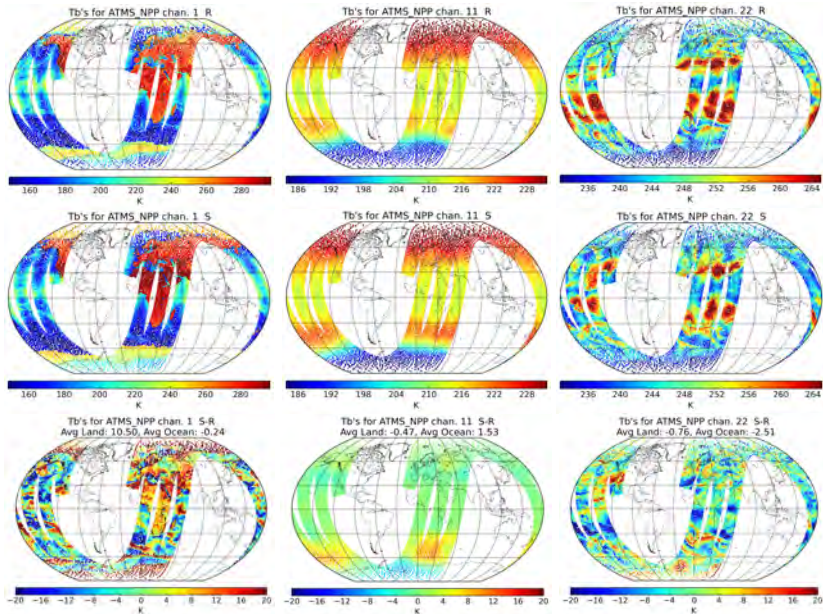 Tb's for ATMS_NPP chan. 1 R
Tb's for ATMS_NPP chan. 11 R
Tb's for ATMS_NPP chan. 22 R
160 180 200 220 240 260 280
K
186 192 198 204 210 216 222 228
K
236 240 244 248 252 256 260 264
K
Tb's for ATMS_NPP chan. 1 S
Tb's for ATMS_NPP chan. 11 S
Tb's for ATMS_NPP chan. 22 S
160 180 200 220 240 260 280
K
186 192 198 204 210 216 222 228
K
236 240 244 248 252 256 260 264
K
Tb's for ATMS_NPP chan. 1 S-R
Avg Land: 10.50, Avg Ocean: -0.24
Tb's for ATMS_NPP chan. 11 S-R
Avg Land: -0.47, Avg Ocean: 1.53
Tb's for ATMS_NPP chan. 22 S-R
Avg Land: -0.76, Avg Ocean: -2.51
−20 −16 −12 −8 −4 0 4 8 12 16 20
K
−20 −16 −12 −8 −4 0 4 8 12 16 20
K
−20 −16 −12 −8 −4 0 4 8 12 16 20
K